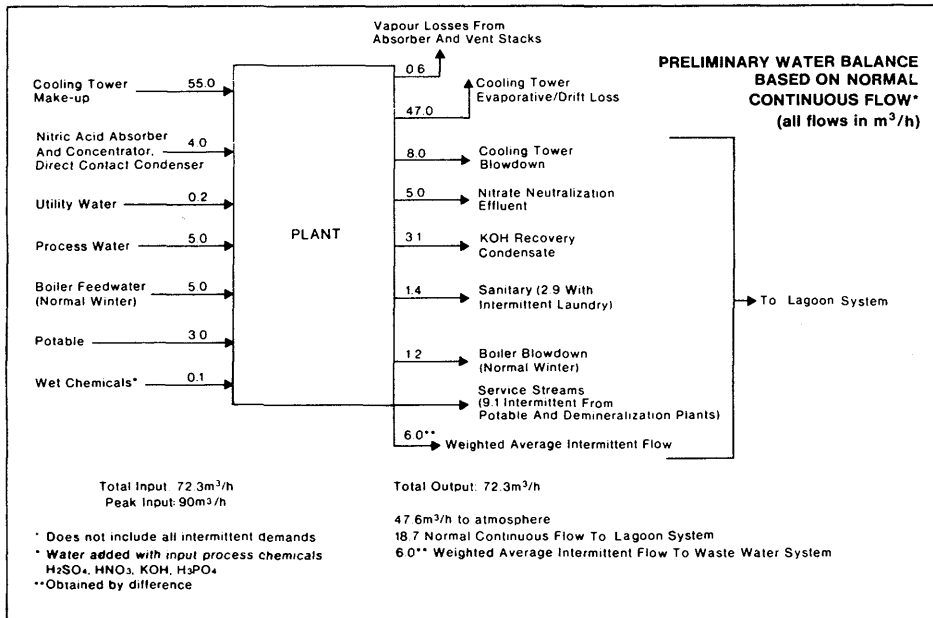 Vapour Losses From
Absorber And Vent Stacks
PRELIMINARY WATER BALANCE
BASED ON NORMAL
CONTINUOUS FLOW*
(all flows in m³/h)
Cooling Tower
Make-up
55.0
Nitric Acid Absorber
And Concentrator,
Direct Contact Condenser
4.0
Utility Water
0.2
Process Water
5.0
Boiler Feedwater
(Normal Winter)
5.0
Potable
3.0
Wet Chemicals*
0.1
PLANT
0.6
47.0
Cooling Tower
Evaporative/Drift Loss
8.0
Cooling Tower
Blowdown
5.0
Nitrate Neutralization
Effluent
3.1
KOH Recovery
Condensate
1.4
Sanitary (2.9 With
Intermittent Laundry)
1.2
Boiler Blowdown
(Normal Winter)
Service Streams
(9.1 Intermittent From
Potable And Demineralization Plants)
6.0**
Weighted Average Intermittent Flow
To Lagoon System
Total Input: 72.3m³/h
Peak Input: 90m³/h
* Does not include all intermittent demands
* Water added with input process chemicals
H₂SO₄, HNO₃, KOH, H₃PO₄
**Obtained by difference
Total Output: 72.3m³/h
47.6m³/h to atmosphere
18.7 Normal Continuous Flow To Lagoon System
6.0** Weighted Average Intermittent Flow To Waste Water System